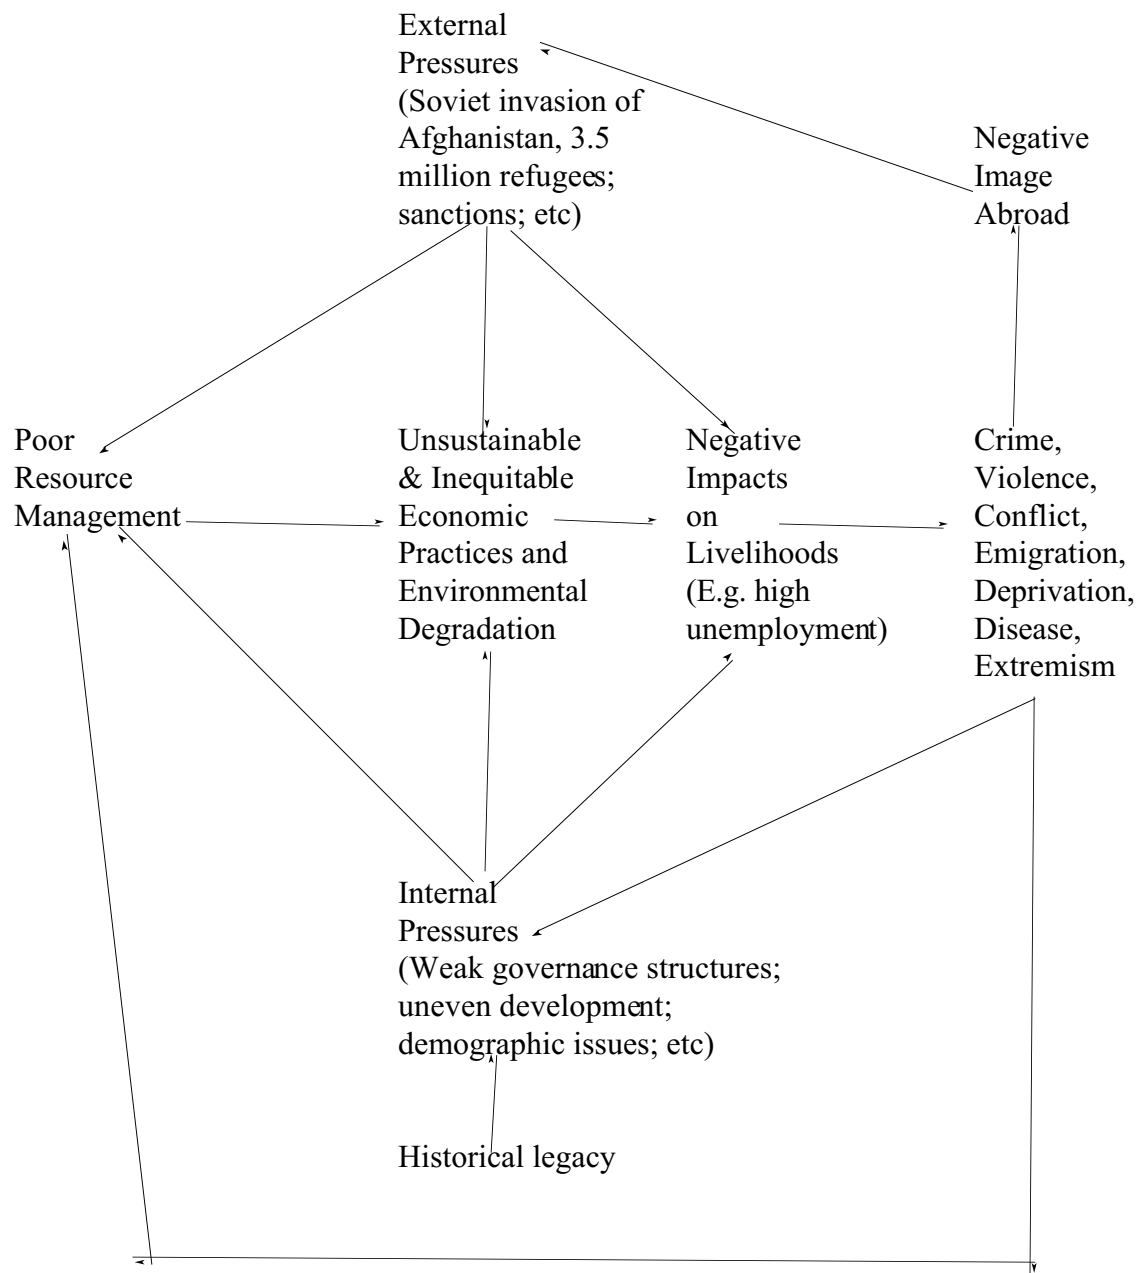 External
Pressures
(Soviet invasion of
Afghanistan, 3.5
million refugees;
sanctions; etc)
Negative
Image
Abroad
Poor
Resource
Management
Unsustainable
& Inequitable
Economic
Practices and
Environmental
Degradation
Negative
Impacts
on
Livelihoods
(E.g. high
unemployment)
Crime,
Violence,
Conflict,
Emigration,
Deprivation,
Disease,
Extremism
Internal
Pressures
(Weak governance structures;
uneven development;
demographic issues; etc)
Historical legacy